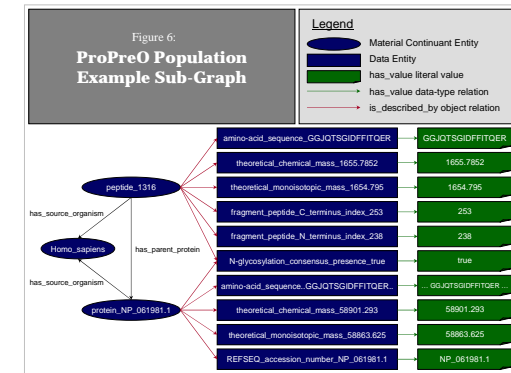 Figure 6:
ProPreO Population
Example Sub-Graph
Legend
Material Continuant Entity
Data Entity
has_value literal value
has_value data-type relation
is_described_by object relation
amino-acid_sequence_GGJQTSGIDFFITQER
GGJQTSGIDFFITQER
theoretical_chemical_mass_1655.7852
1655.7852
peptide_1316
theoretical_monoisotopic_mass_1654.795
1654.795
fragment_peptide_C_terminus_index_253
253
has_source_organism
fragment_peptide_N_terminus_index_238
238
Homo_sapiens
has_parent_protein
N-glycosylation_consensus_presence_true
true
has_source_organism
amino-acid_sequence..GGJQTSGIDFFITQER..
... GGJQTSGIDFFITQER ...
protein_NP_061981.1
theoretical_chemical_mass_58901.293
58901.293
theoretical_monoisotopic_mass_58863.625
58863.625
REFSEQ_accession_number_NP_061981.1
NP_061981.1